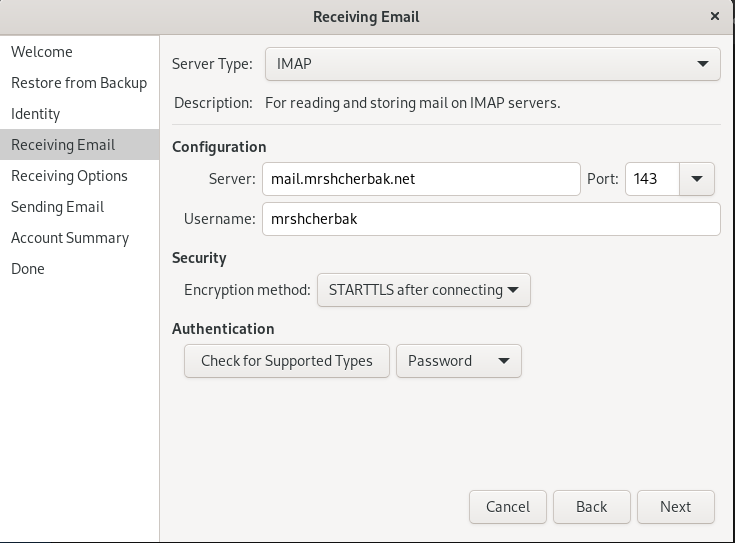 Receiving Email
Welcome
Restore from Backup
Identity
Receiving Email
Receiving Options
Sending Email
Account Summary
Done
Server Type: IMAP
Description: For reading and storing mail on IMAP servers.
Configuration
Server: mail.mrshcherbak.net Port: 143
Username: mrshcherbak
Security
Encryption method: STARTTLS after connecting
Authentication
Check for Supported Types Password
Cancel Back Next